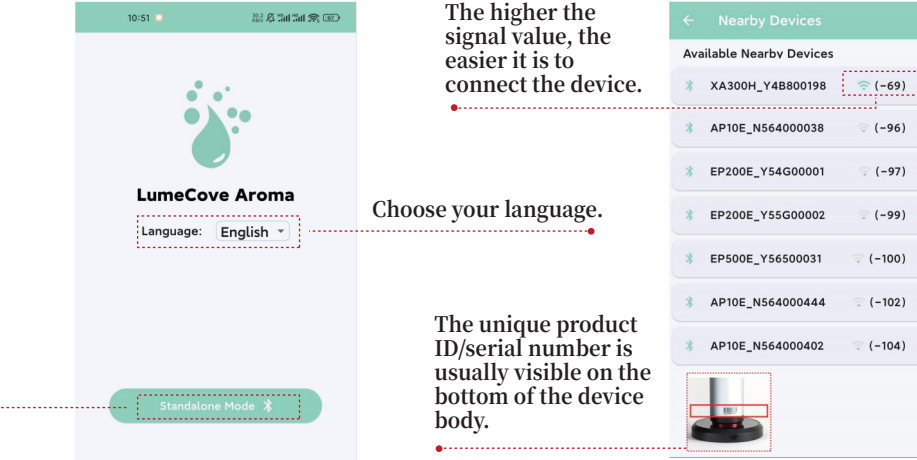 10:51
67
LumeCove Aroma
Language: English
Standalone Mode
The higher the
signal value, the
easier it is to
connect the device.
Choose your language.
The unique product
ID/serial number is
usually visible on the
bottom of the device
body.
Nearby Devices
Available Nearby Devices
XA300H_Y4B800198 (-69)
AP10E_N564000038 (-96)
EP200E_Y54G00001 (-97)
EP200E_Y55G00002 (-99)
EP500E_Y56500031 (-100)
AP10E_N564000444 (-102)
AP10E_N564000402 (-104)